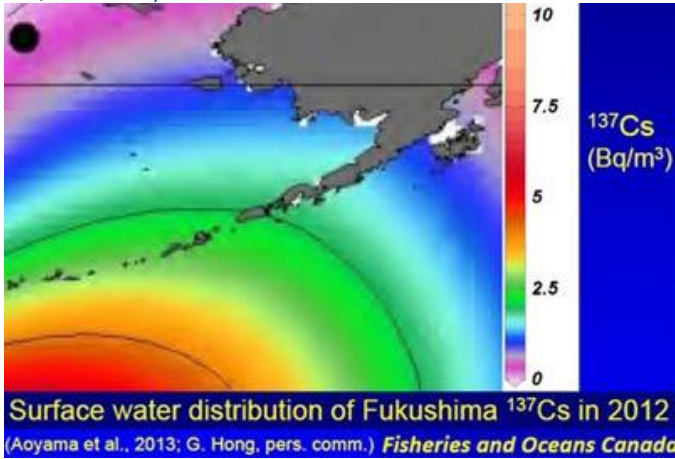 10
7.5
5
2.5
0
137Cs
(Bq/m³)
Surface water distribution of Fukushima 137Cs in 2012
(Aoyama et al., 2013; G. Hong, pers. comm.) Fisheries and Oceans Canada